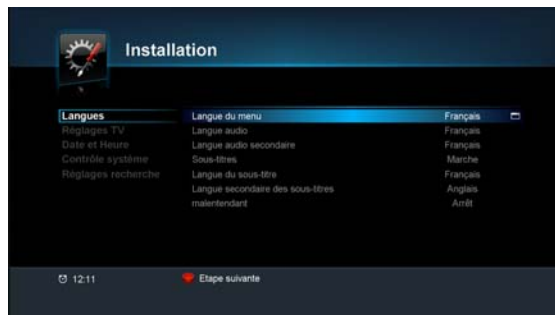 Installation
Langues
Réglages TV
Date et Heure
Contrôle système
Réglages recherche
Langue du menu Français
Langue audio Français
Langue audio secondaire Français
Sous-titres Marche
Langue du sous-titre Français
Langue secondaire des sous-titres Anglais
malentendant Arrêt
12:11 Etape suivante